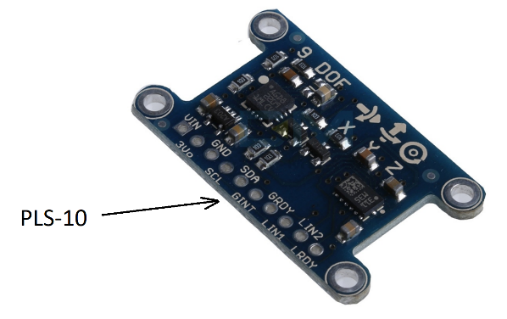 9 DOF
X
Y
Z
VIN
3Vo
GND
SCL
SDA
GINT
GRDY
LIN1
LIN2
LRDY
PLS-10